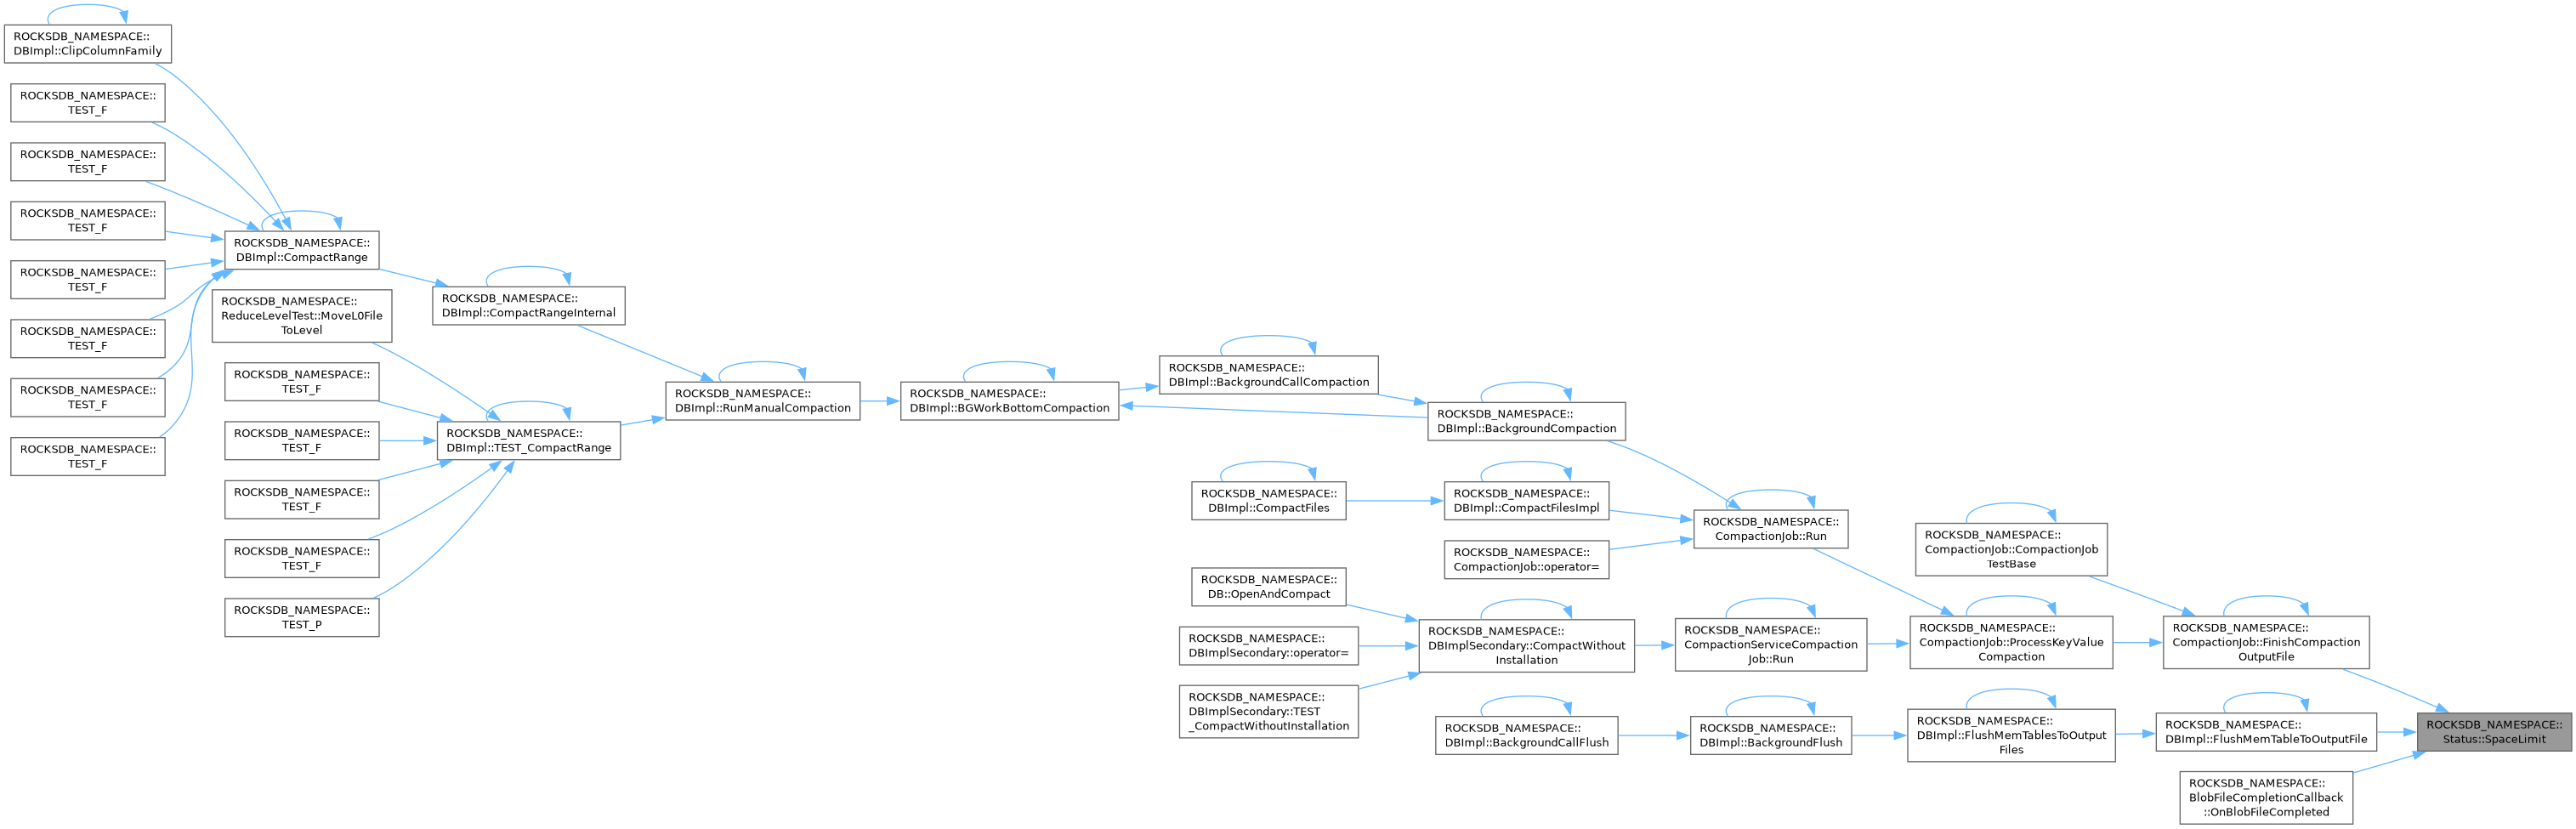 ROCKSDB_NAMESPACE::
DBImpl::ClipColumnFamily
ROCKSDB_NAMESPACE::
TEST_F
ROCKSDB_NAMESPACE::
TEST_F
ROCKSDB_NAMESPACE::
TEST_F
ROCKSDB_NAMESPACE::
TEST_F
ROCKSDB_NAMESPACE::
TEST_F
ROCKSDB_NAMESPACE::
TEST_F
ROCKSDB_NAMESPACE::
TEST_F
ROCKSDB_NAMESPACE::
DBImpl::CompactRange
ROCKSDB_NAMESPACE::
ReduceLevelTest::MoveL0File
ToLevel
ROCKSDB_NAMESPACE::
TEST_F
ROCKSDB_NAMESPACE::
TEST_F
ROCKSDB_NAMESPACE::
TEST_F
ROCKSDB_NAMESPACE::
TEST_F
ROCKSDB_NAMESPACE::
TEST_P
ROCKSDB_NAMESPACE::
DBImpl::CompactRangeInternal
ROCKSDB_NAMESPACE::
DBImpl::TEST_CompactRange
ROCKSDB_NAMESPACE::
DBImpl::RunManualCompaction
ROCKSDB_NAMESPACE::
DBImpl::BGWorkBottomCompaction
ROCKSDB_NAMESPACE::
DBImpl::BackgroundCallCompaction
ROCKSDB_NAMESPACE::
DBImpl::CompactFiles
ROCKSDB_NAMESPACE::
DB::OpenAndCompact
ROCKSDB_NAMESPACE::
DBImplSecondary::operator=
ROCKSDB_NAMESPACE::
DBImplSecondary::TEST
_CompactWithoutInstallation
ROCKSDB_NAMESPACE::
DBImpl::BackgroundCompaction
ROCKSDB_NAMESPACE::
DBImpl::CompactFilesImpl
ROCKSDB_NAMESPACE::
CompactionJob::operator=
ROCKSDB_NAMESPACE::
DBImplSecondary::CompactWithout
Installation
ROCKSDB_NAMESPACE::
DBImpl::BackgroundCallFlush
ROCKSDB_NAMESPACE::
CompactionJob::Run
ROCKSDB_NAMESPACE::
CompactionServiceCompaction
Job::Run
ROCKSDB_NAMESPACE::
DBImpl::BackgroundFlush
ROCKSDB_NAMESPACE::
CompactionJob::CompactionJob
TestBase
ROCKSDB_NAMESPACE::
CompactionJob::ProcessKeyValue
Compaction
ROCKSDB_NAMESPACE::
DBImpl::FlushMemTablesToOutput
Files
ROCKSDB_NAMESPACE::
CompactionJob::FinishCompaction
OutputFile
ROCKSDB_NAMESPACE::
DBImpl::FlushMemTableToOutputFile
ROCKSDB_NAMESPACE::
BlobFileCompletionCallback
::OnBlobFileCompleted
ROCKSDB_NAMESPACE::
Status::SpaceLimit